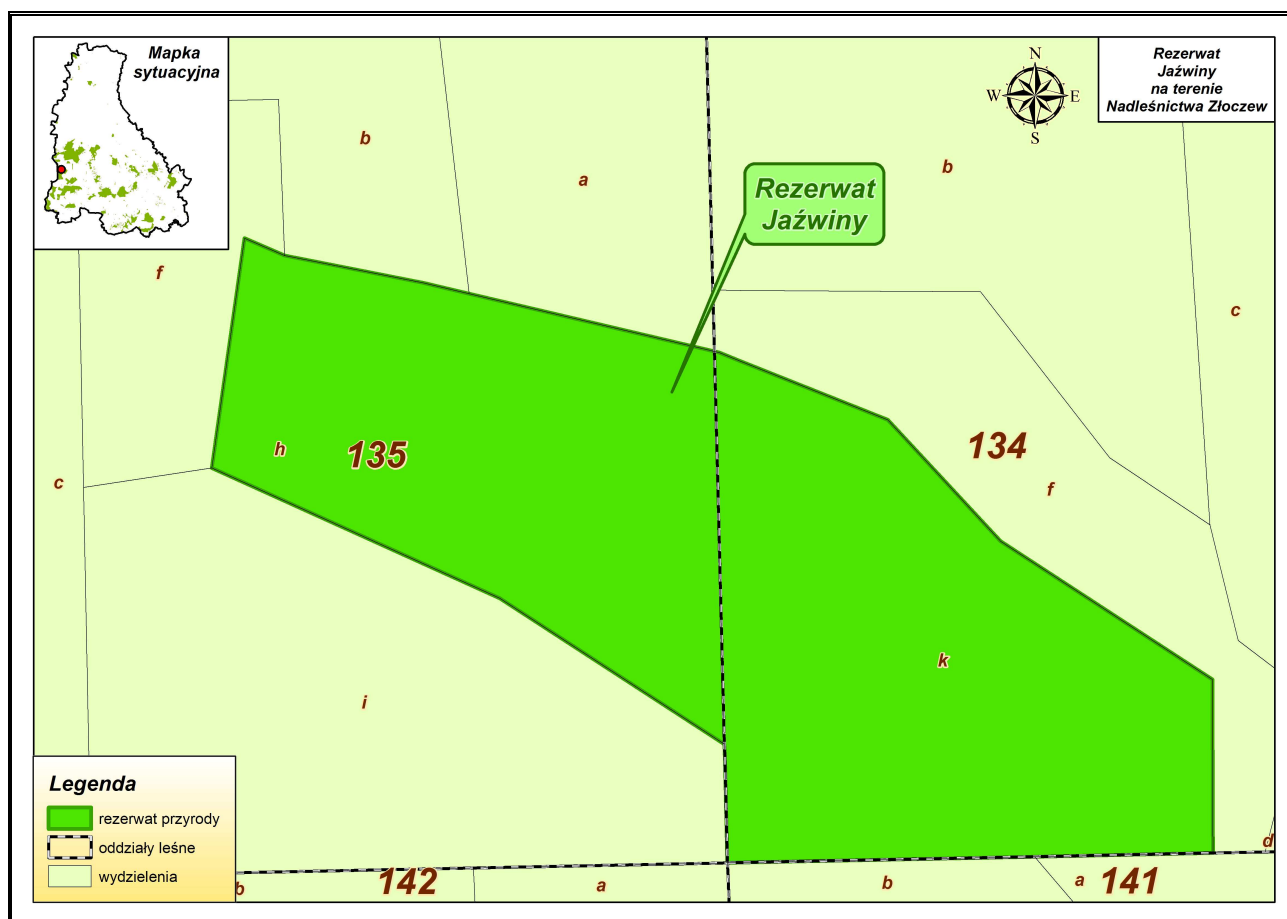 Mapka
sytuacyjna
Rezerwat
Jaźwiny
na terenie
Nadleśnictwa Złoczew
N
W
E
S
b
a
b
Rezerwat
Jaźwiny
f
c
h
135
134
c
f
k
i
Legenda
rezerwat przyrody
oddziały leśne
wydzielenia
d
b
142
a
b
a
141